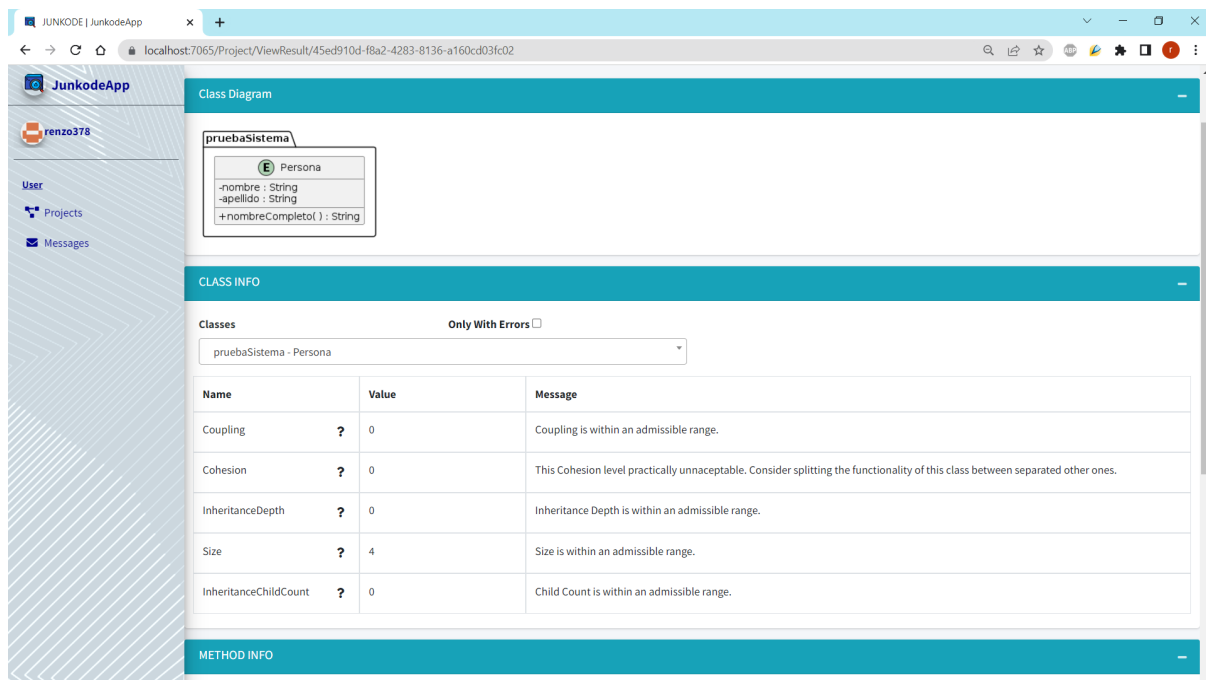 JUNKODE | JunkodeApp
localhost:7065/Project/ViewResult/45ed910d-f8a2-4283-8136-a160cd03fc02
ABP
r
JunkodeApp
renzo378
User
Projects
Messages
Class Diagram
pruebaSistema
E Persona
-nombre : String
-apellido : String
+nombreCompleto( ) : String
CLASS INFO
Classes Only With Errors
pruebaSistema - Persona
Name Value Message
Coupling ? 0 Coupling is within an admissible range.
Cohesion ? 0 This Cohesion level practically unnaceptable. Consider splitting the functionality of this class between separated other ones.
InheritanceDepth ? 0 Inheritance Depth is within an admissible range.
Size ? 4 Size is within an admissible range.
InheritanceChildCount ? 0 Child Count is within an admissible range.
METHOD INFO